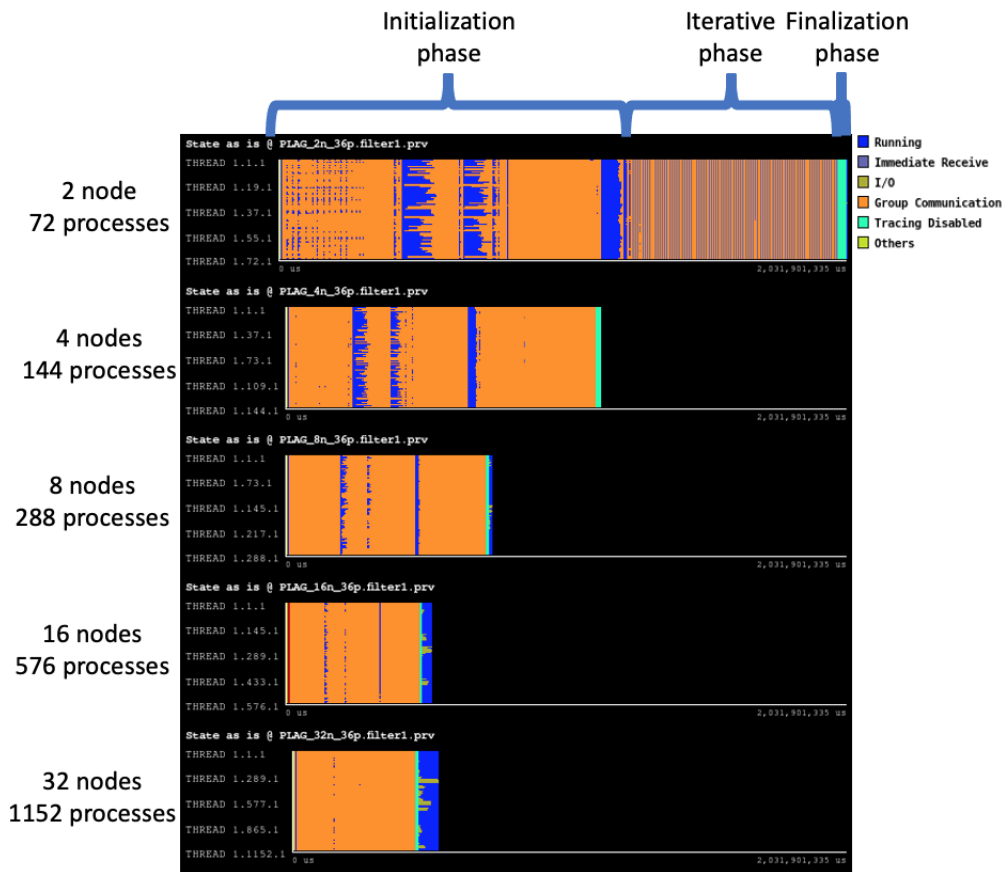 Initialization
phase
Iterative
phase
Finalization
phase
State as is @ PLAG_2n_36p.filter1.prv
2 node
72 processes
THREAD 1.1.1
THREAD 1.19.1
THREAD 1.37.1
THREAD 1.55.1
THREAD 1.72.1
0 us
2,031,901,335 us
Running
Immediate Receive
I/O
Group Communication
Tracing Disabled
Others
State as is @ PLAG_4n_36p.filter1.prv
4 nodes
144 processes
THREAD 1.1.1
THREAD 1.37.1
THREAD 1.73.1
THREAD 1.109.1
THREAD 1.144.1
0 us
2,031,901,335 us
State as is @ PLAG_8n_36p.filter1.prv
8 nodes
288 processes
THREAD 1.1.1
THREAD 1.73.1
THREAD 1.145.1
THREAD 1.217.1
THREAD 1.288.1
0 us
2,031,901,335 us
State as is @ PLAG_16n_36p.filter1.prv
16 nodes
576 processes
THREAD 1.1.1
THREAD 1.145.1
THREAD 1.289.1
THREAD 1.433.1
THREAD 1.576.1
0 us
2,031,901,335 us
State as is @ PLAG_32n_36p.filter1.prv
32 nodes
1152 processes
THREAD 1.1.1
THREAD 1.289.1
THREAD 1.577.1
THREAD 1.865.1
THREAD 1.1152.1
0 us
2,031,901,335 us